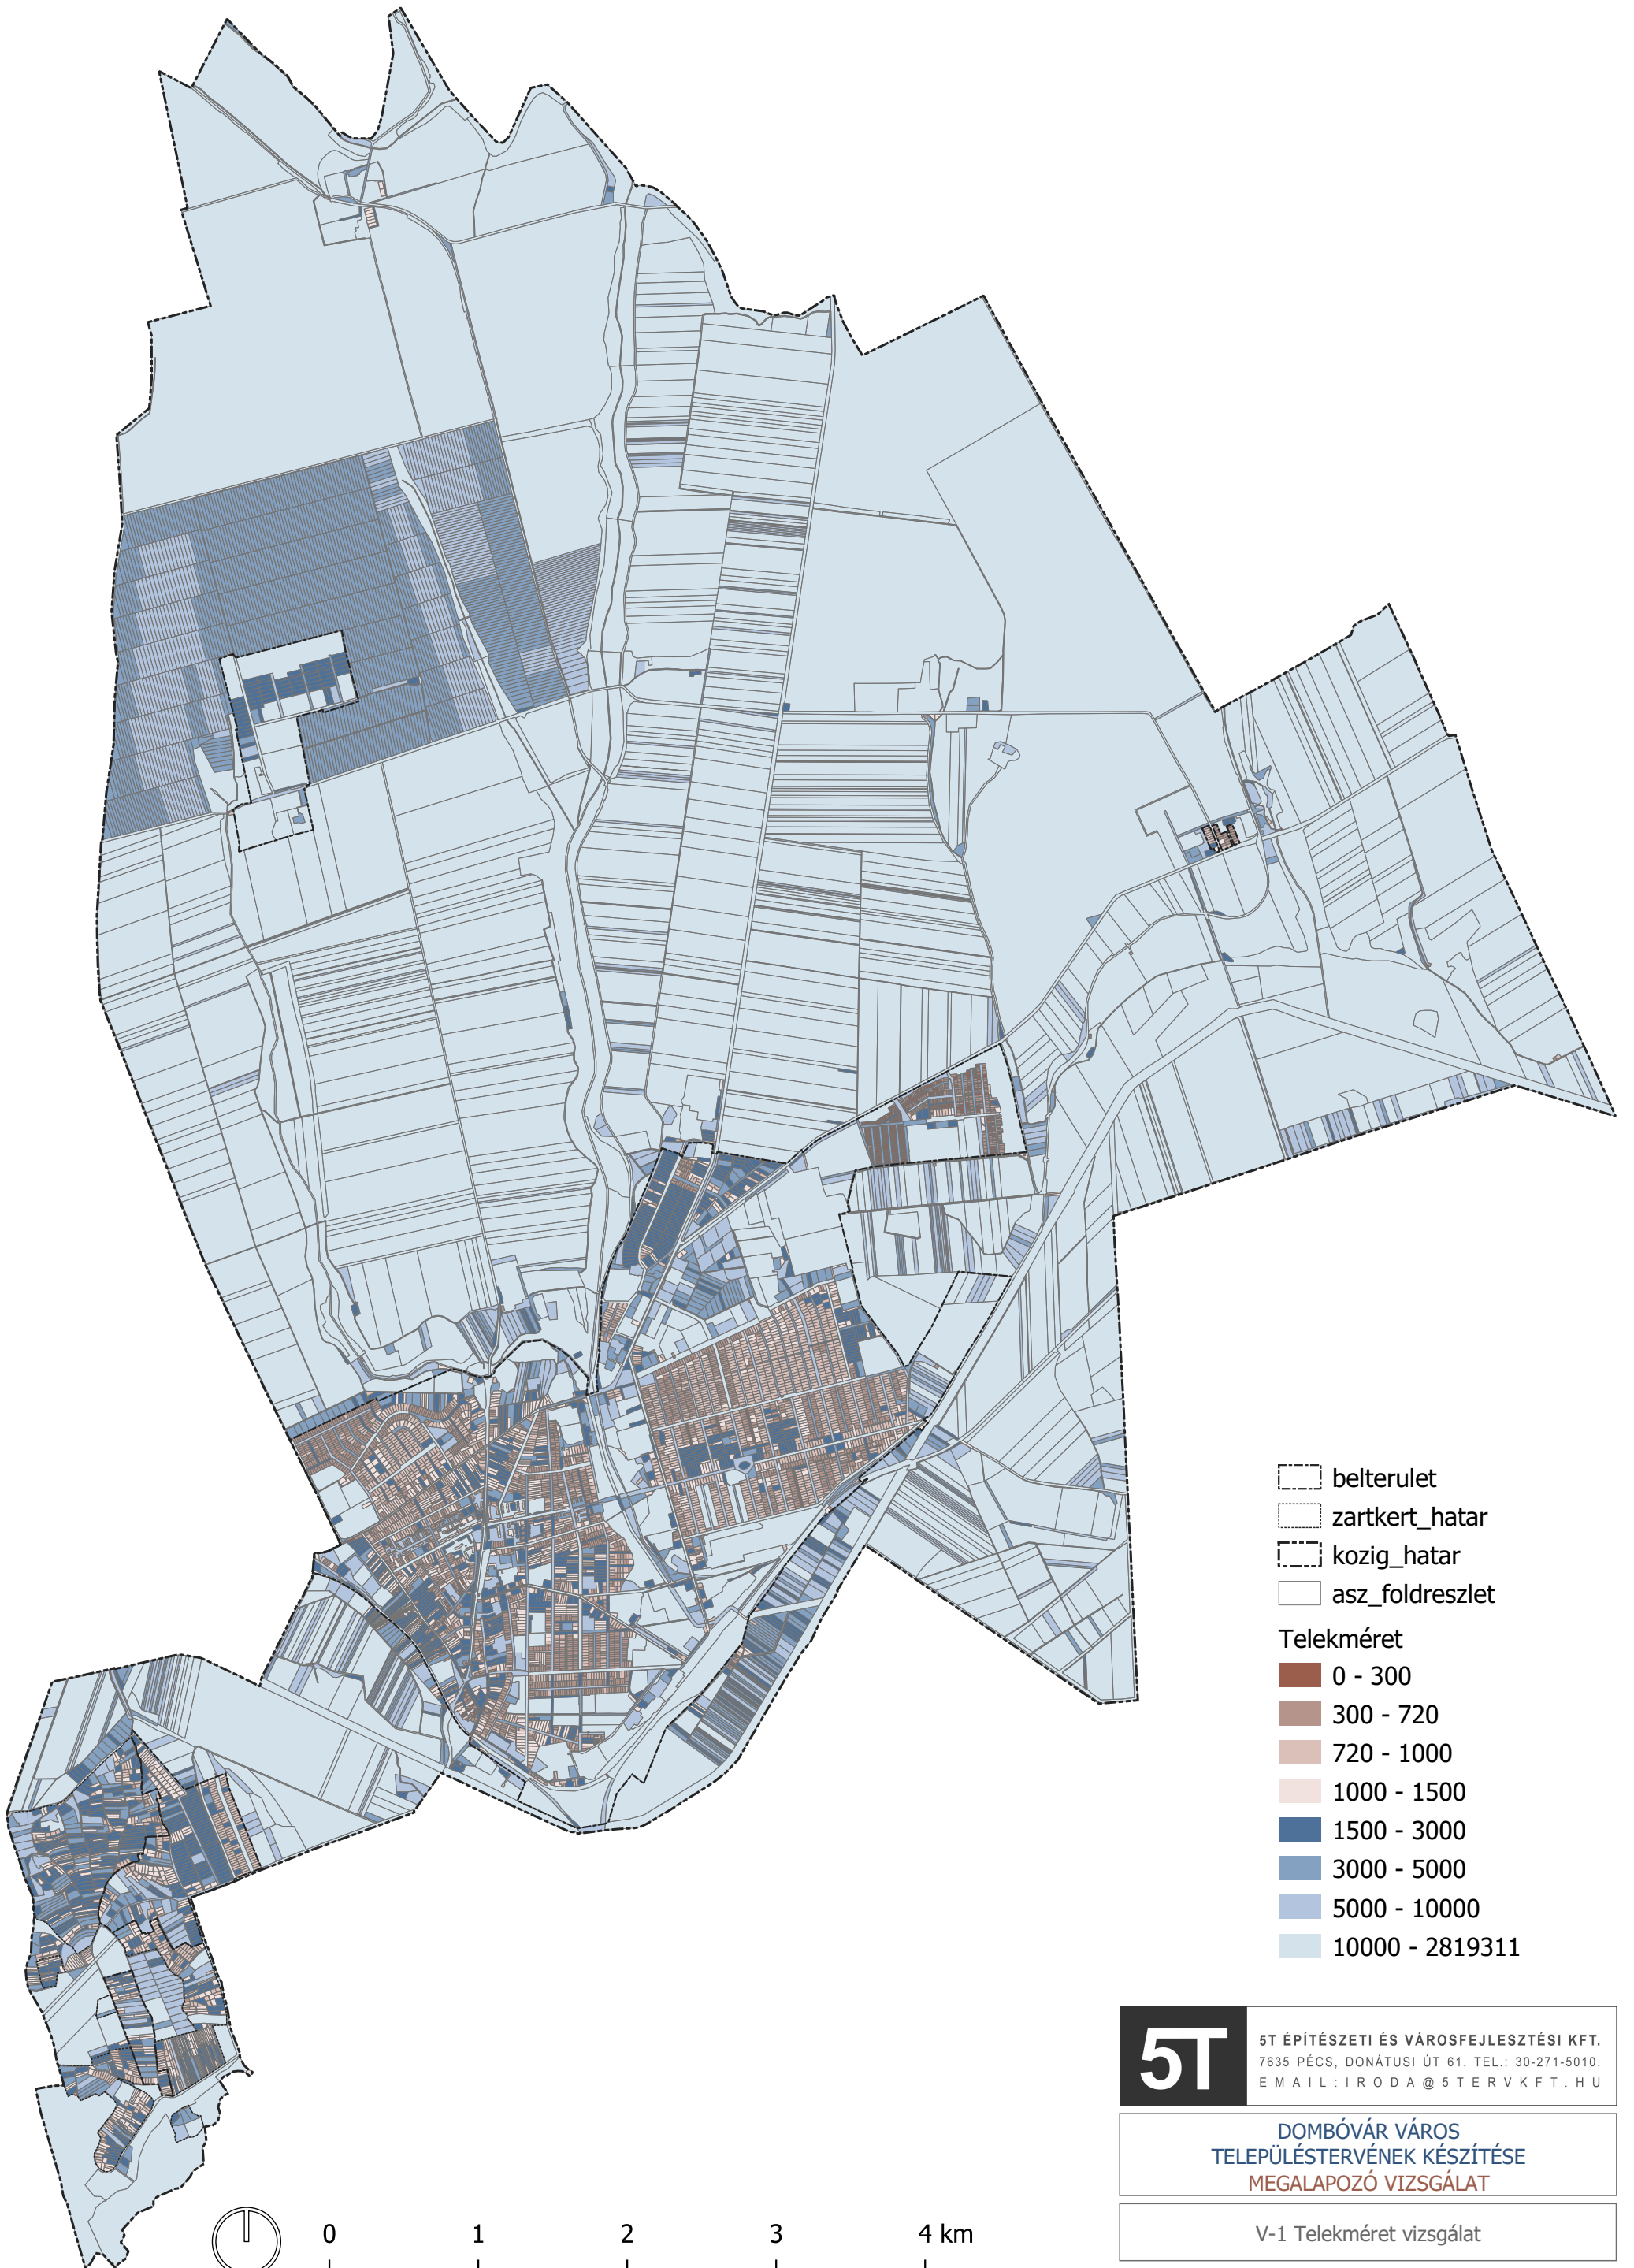 belterulet
zartkert_hatar
kozig_hatar
asz_foldreszlet
Telekméret
0 - 300
300 - 720
720 - 1000
1000 - 1500
1500 - 3000
3000 - 5000
5000 - 10000
10000 - 2819311
5T
5T ÉPÍTÉSZETI ÉS VÁROSFEJLESZTÉSI KFT.
7635 PÉCS, DONÁTUSI ÚT 61. TEL.: 30-271-5010.
EMAIL: IRODA@5TERVKFT.HU
DOMBÓVÁR VÁROS
TELEPÜLÉSTERVÉNEK KÉSZÍTÉSE
MEGALAPOZÓ VIZSGÁLAT
V-1 Telekméret vizsgálat
0 1 2 3 4 km